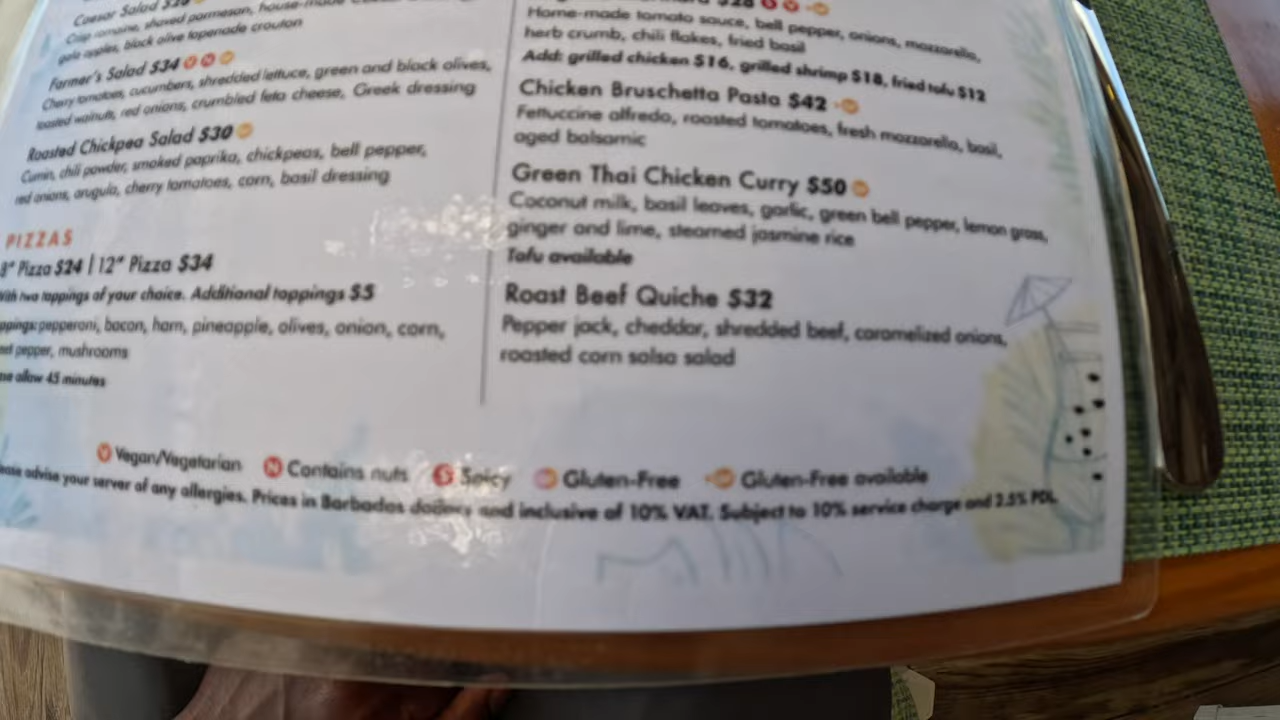 Caesar Salad
Crisp romaine, shaved parmesan, house-made Caesar
apples, black olive tapenade crouton
Farmer's Salad $34 V N
Cherry tomatoes, cucumbers, shredded lettuce, green and black olives,
toasted walnuts, red onions, crumbled feta cheese, Greek dressing
Roasted Chickpea Salad $30
Cumin, chili powder, smoked paprika, chickpeas, bell pepper,
red onions, arugula, cherry tomatoes, corn, basil dressing
PIZZAS
8" Pizza $24 | 12" Pizza $34
With two toppings of your choice. Additional toppings $5
ppings: pepperoni, bacon, ham, pineapple, olives, onion, corn,
pepper, mushrooms
allow 45 minutes
$28 S V
Home-made tomato sauce, bell pepper, onions, mozzarella,
herb crumb, chili flakes, fried basil
Add: grilled chicken $16, grilled shrimp $18, fried tofu $12
Chicken Bruschetta Pasta $42
Fettuccine alfredo, roasted tomatoes, fresh mozzarella, basil,
aged balsamic
Green Thai Chicken Curry $50
Coconut milk, basil leaves, garlic, green bell pepper, lemon grass,
ginger and lime, steamed jasmine rice
Tofu available
Roast Beef Quiche $32
Pepper jack, cheddar, shredded beef, caramelized onions,
roasted corn salsa salad
V Vegan/Vegetarian N Contains nuts S Spicy Gluten-Free Gluten-Free available
ease advise your server of any allergies. Prices in Barbados dollars and inclusive of 10% VAT. Subject to 10% service charge and 2.5% PDL.